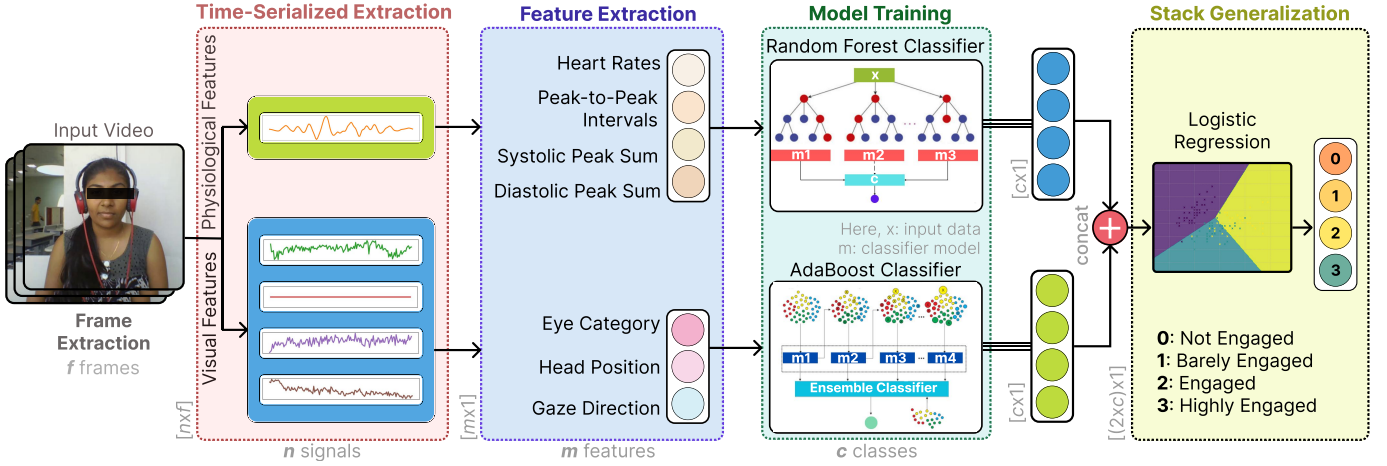 Time-Serialized Extraction
Feature Extraction
Model Training
Stack Generalization
Input Video
Frame
Extraction
f frames
Physiological Features
Visual Features
[nxf]
n signals
Heart Rates
Peak-to-Peak
Intervals
Systolic Peak Sum
Diastolic Peak Sum
Eye Category
Head Position
Gaze Direction
[mx1]
m features
Random Forest Classifier
x
...
m1 m2 m3
c
Here, x: input data
m: classifier model
AdaBoost Classifier
...
m1 m2 m3 ... m4
Ensemble Classifier
c classes
[cx1]
[cx1]
concat
[(2xc)x1]
Logistic
Regression
0
1
2
3
0: Not Engaged
1: Barely Engaged
2: Engaged
3: Highly Engaged